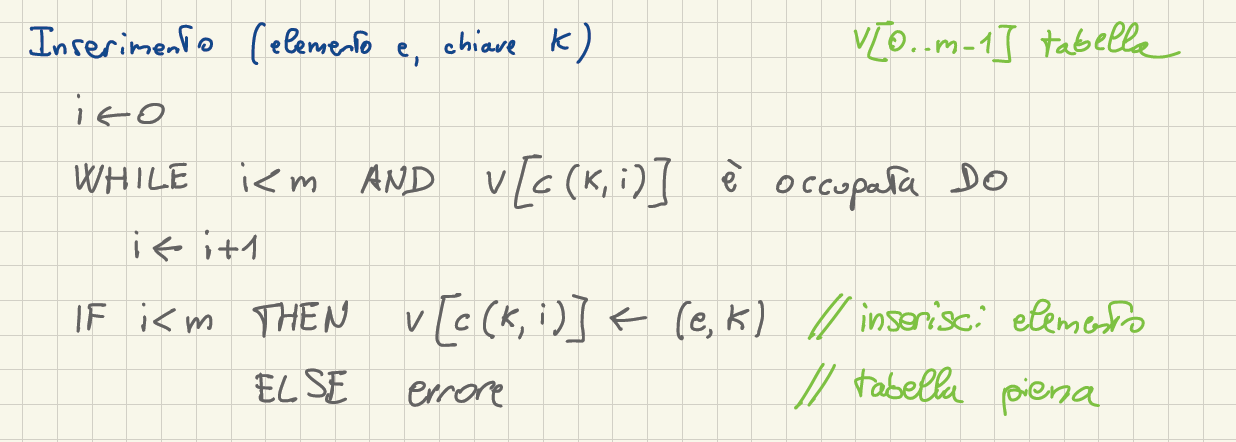 Inserimento (elemento e, chiave K) V[0..m-1] tabella
i ← 0
WHILE i<m AND V[c(K,i)] è occupata DO
i ← i+1
IF i<m THEN V[c(K,i)] ← (e,K) // inserisci elemento
ELSE errore // tabella piena